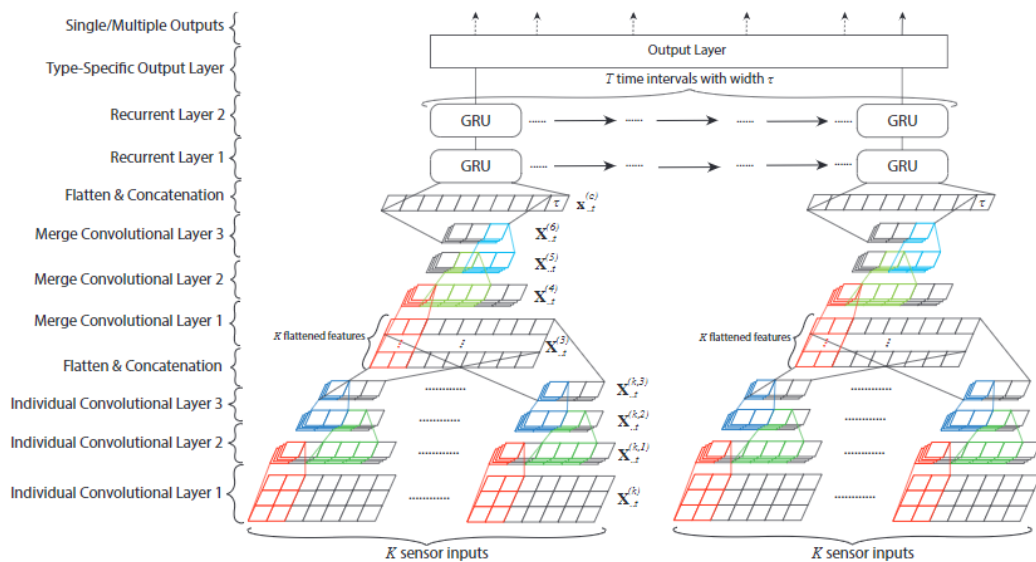 Single/Multiple Outputs
Type-Specific Output Layer
Recurrent Layer 2
Recurrent Layer 1
Flatten & Concatenation
Merge Convolutional Layer 3
Merge Convolutional Layer 2
Merge Convolutional Layer 1
Flatten & Concatenation
Individual Convolutional Layer 3
Individual Convolutional Layer 2
Individual Convolutional Layer 1
Output Layer
T time intervals with width τ
GRU
GRU
GRU
GRU
τ
X^(c)_..t
X^(6)_..t
X^(5)_..t
X^(4)_..t
K flattened features
X^(3)_..t
X^(k,3)_..t
X^(k,2)_..t
X^(k,1)_..t
X^(k)_..t
K sensor inputs
τ
K flattened features
K sensor inputs